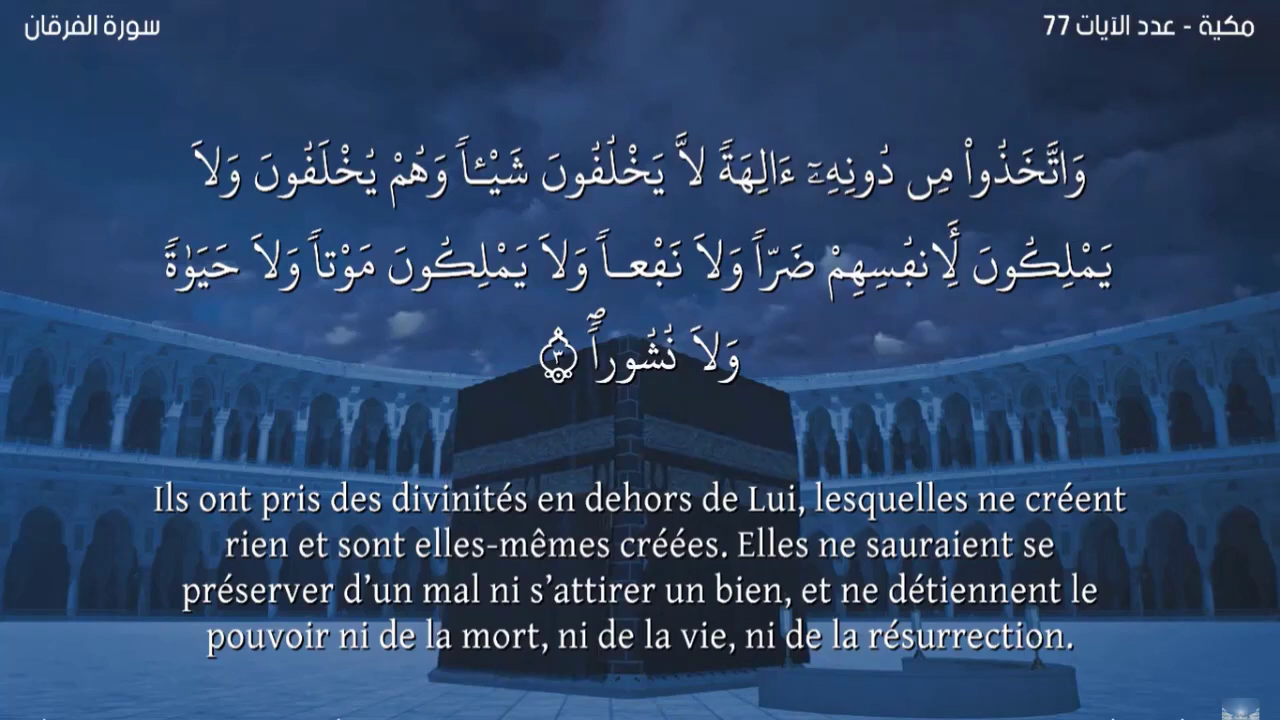 سورة الفرقان
مكية - عدد الآيات 77
وَاتَّخَذُواْ مِن دُونِهِۦٓ ءَالِهَةٗ لاَّ يَخْلُقُونَ شَيْـٔاٗ وَهُمْ يُخْلَقُونَ وَلاَ
يَمْلِكُونَ لِأَنفُسِهِمْ ضَرّاٗ وَلاَ نَفْعاٗ وَلاَ يَمْلِكُونَ مَوْتاٗ وَلاَ حَيَوٰةٗ
وَلاَ نُشُوراٗۖ ٣
Ils ont pris des divinités en dehors de Lui, lesquelles ne créent
rien et sont elles-mêmes créées. Elles ne sauraient se
préserver d’un mal ni s’attirer un bien, et ne détiennent le
pouvoir ni de la mort, ni de la vie, ni de la résurrection.